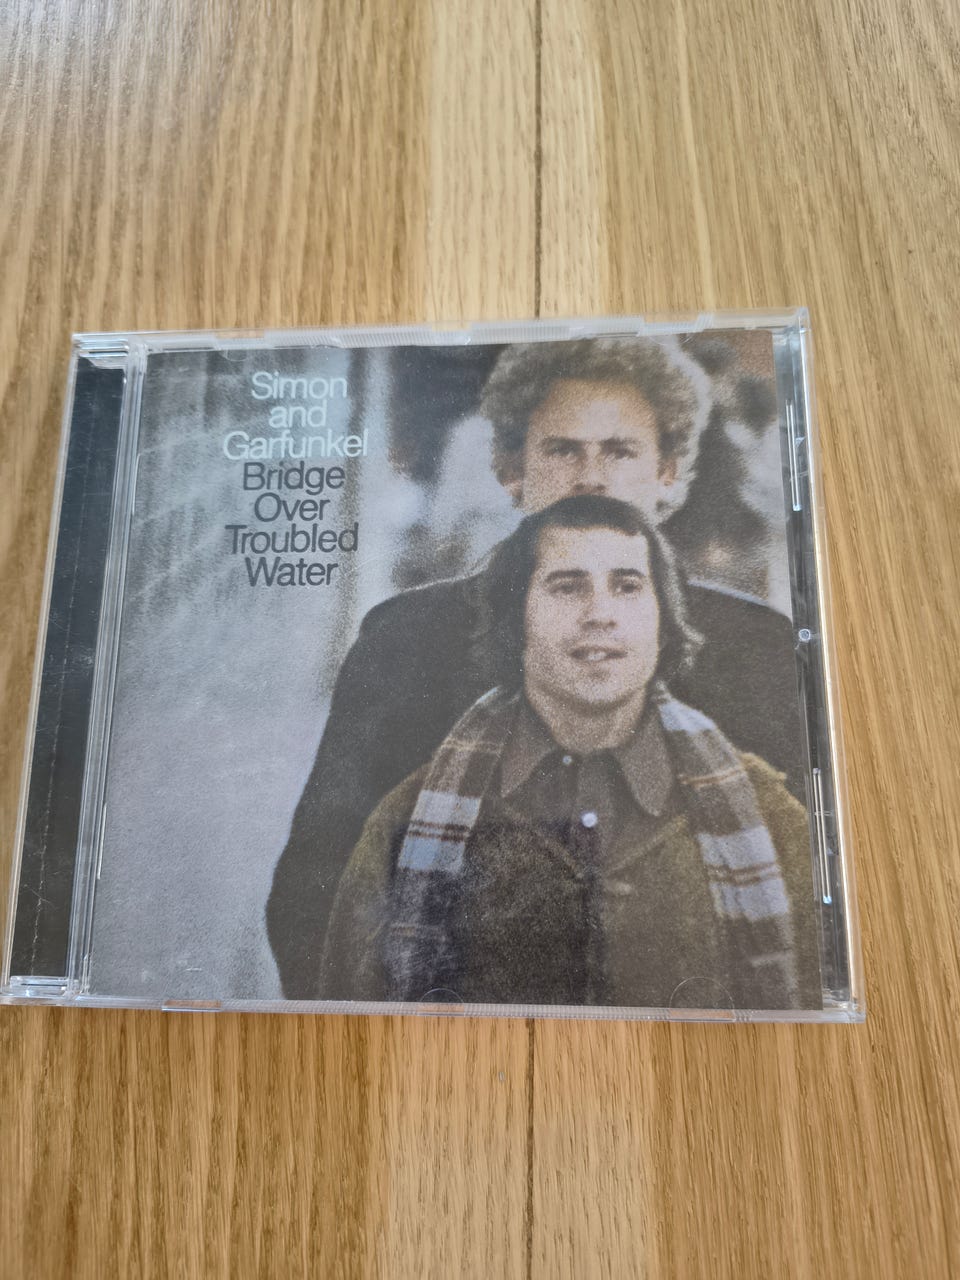 Simon
and
Garfunkel
Bridge
Over
Troubled
Water